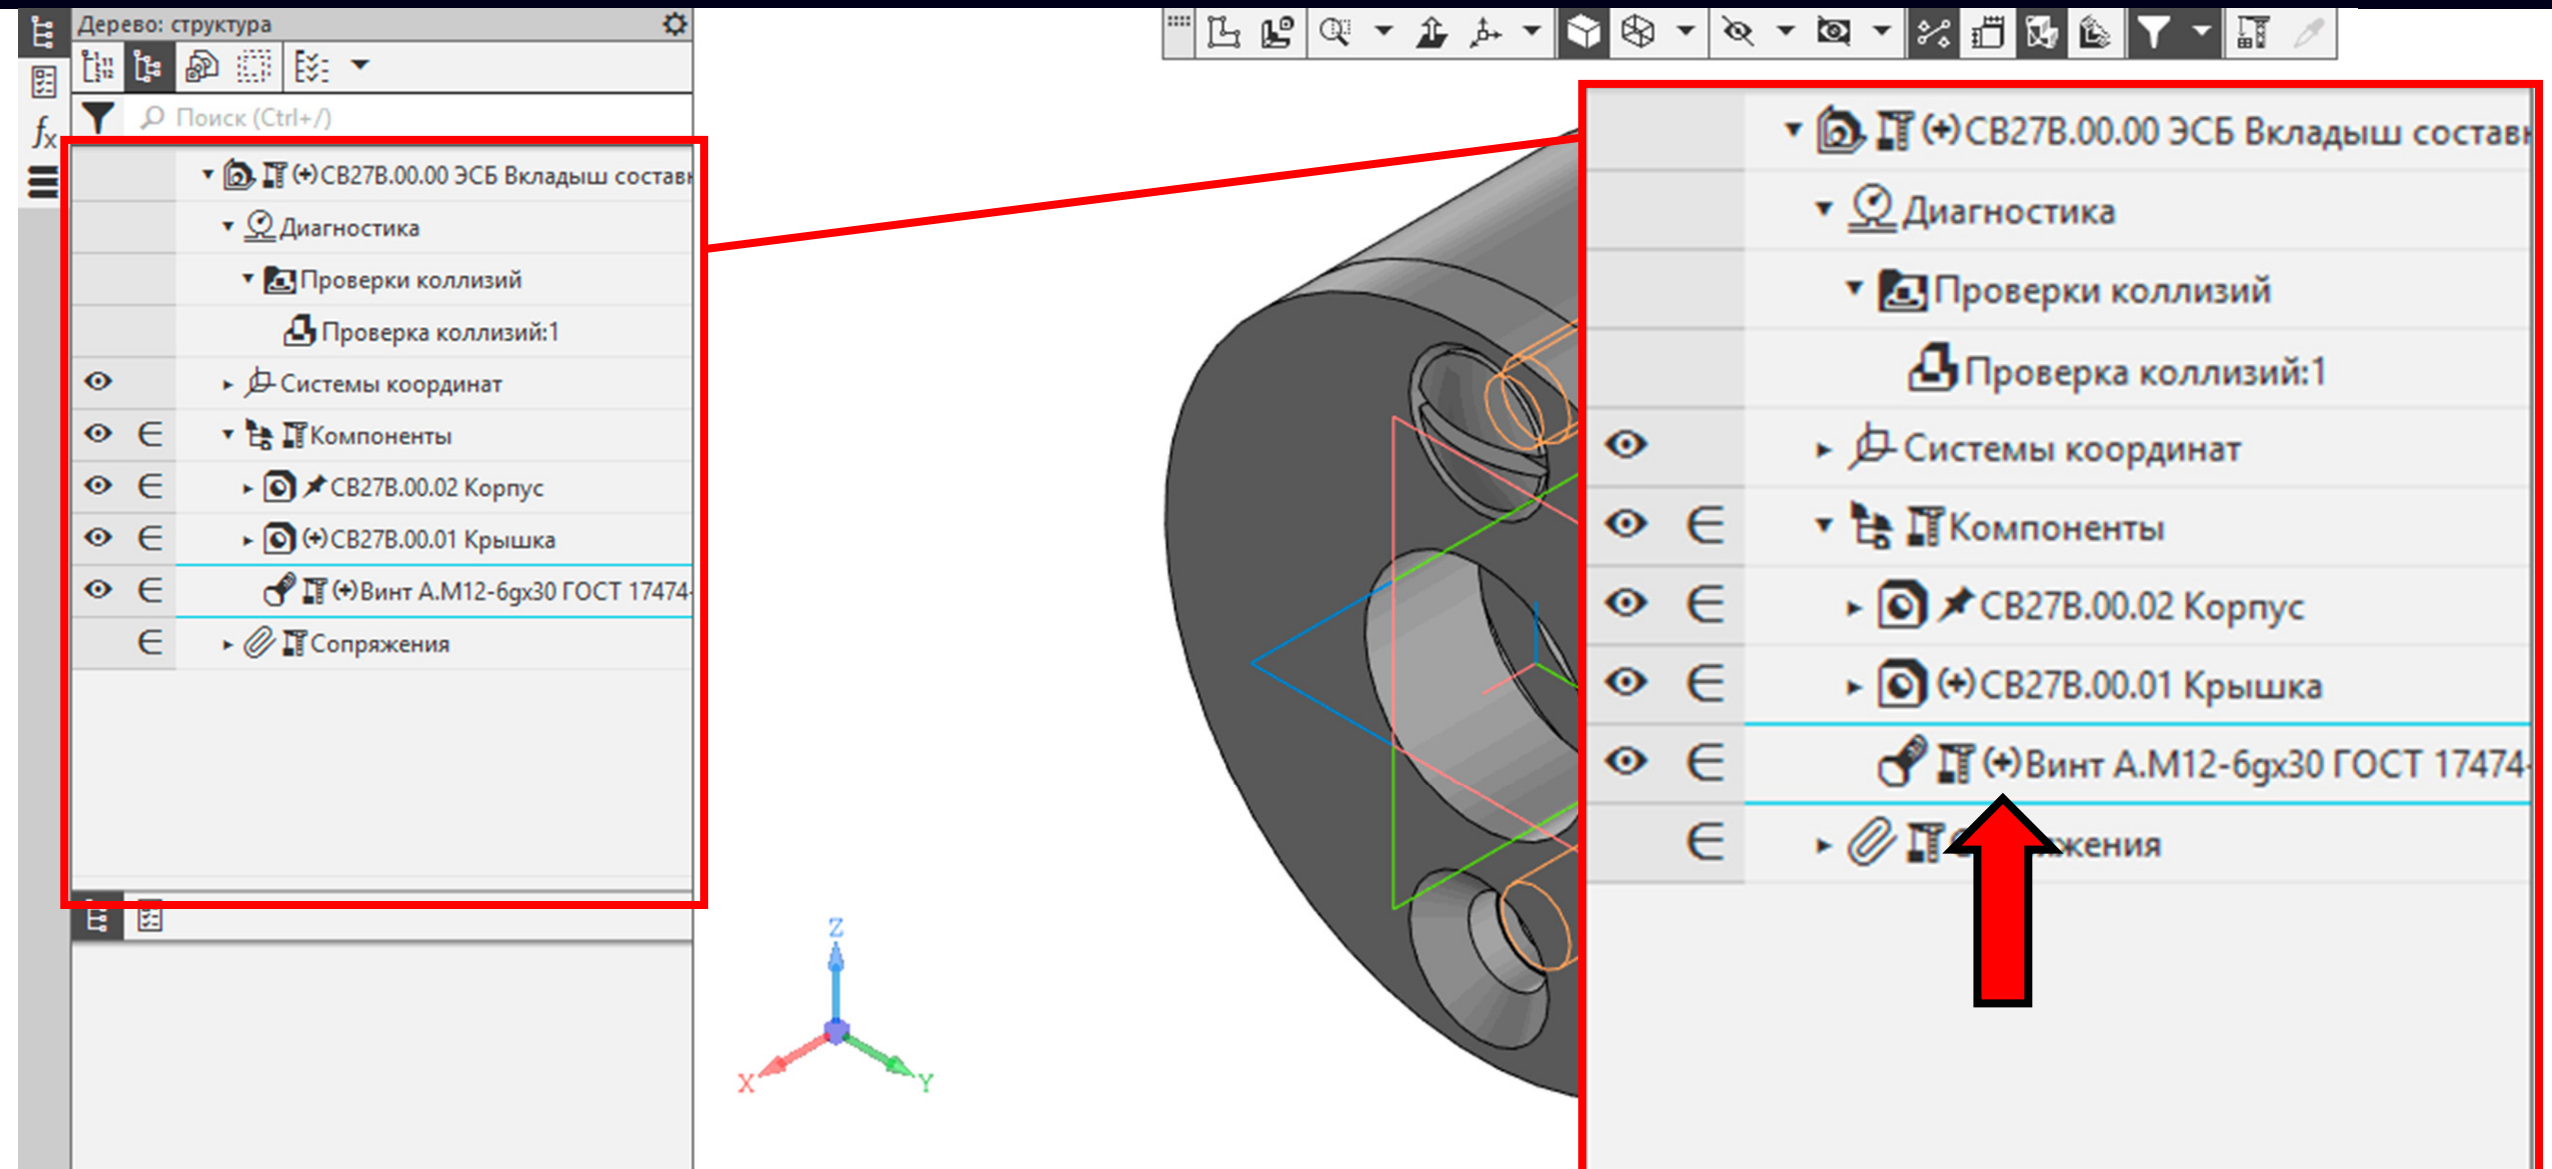 Дерево: структура
Поиск (Ctrl+/)
(+)СВ27В.00.00 ЭСБ Вкладыш состав
Диагностика
Проверки коллизий
Проверка коллизий:1
Системы координат
Компоненты
СВ27В.00.02 Корпус
(+)СВ27В.00.01 Крышка
(+)Винт А.М12-6gx30 ГОСТ 17474-
Сопряжения
Z
X
Y
(+)СВ27В.00.00 ЭСБ Вкладыш состав
Диагностика
Проверки коллизий
Проверка коллизий:1
Системы координат
Компоненты
СВ27В.00.02 Корпус
(+)СВ27В.00.01 Крышка
(+)Винт А.М12-6gx30 ГОСТ 17474-
жения